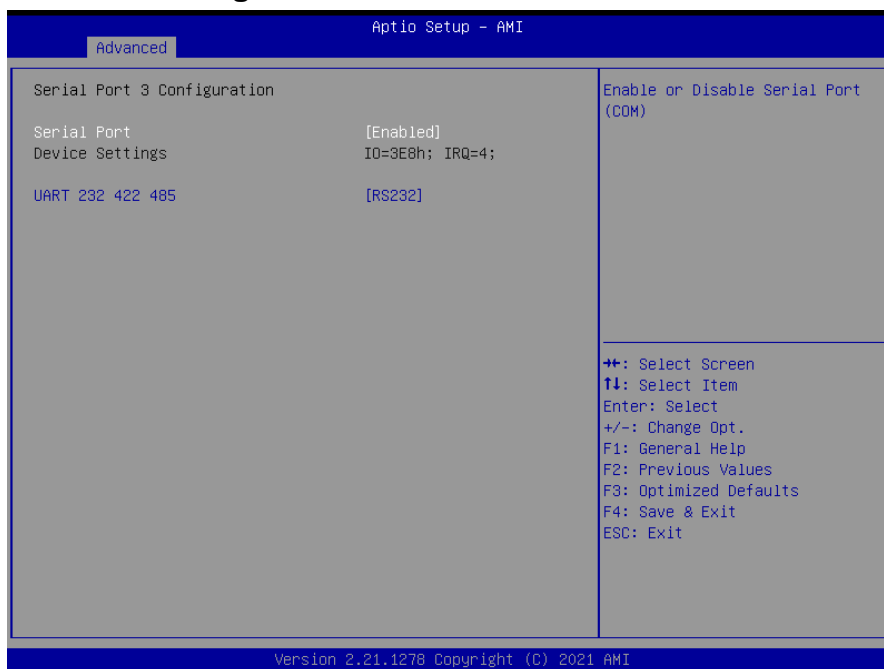 Aptio Setup – AMI
Advanced
Serial Port 3 Configuration
Serial Port [Enabled]
Device Settings IO=3E8h; IRQ=4;
UART 232 422 485 [RS232]
Enable or Disable Serial Port
(COM)
→←: Select Screen
↑↓: Select Item
Enter: Select
+/-: Change Opt.
F1: General Help
F2: Previous Values
F3: Optimized Defaults
F4: Save & Exit
ESC: Exit
Version 2.21.1278 Copyright (C) 2021 AMI